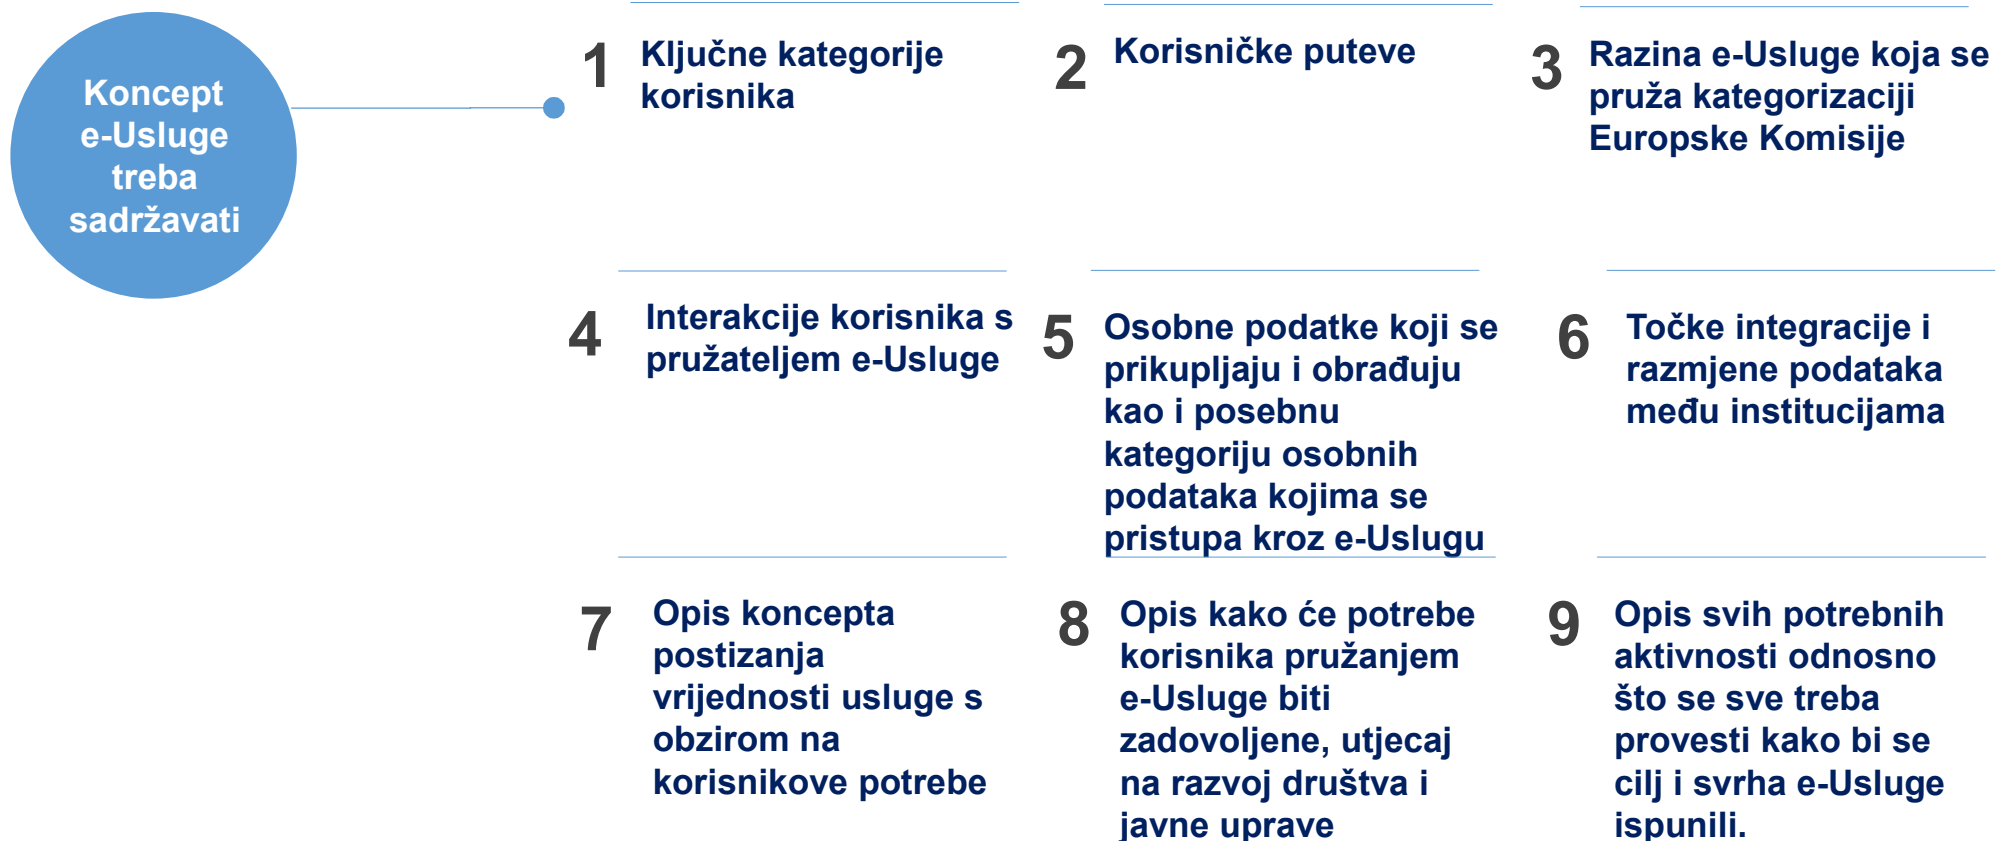 Koncept
e-Usluge
treba
sadržavati
1
Ključne kategorije
korisnika
2
Korisničke puteve
3
Razina e-Usluge koja se
pruža kategorizaciji
Europske Komisije
4
Interakcije korisnika s
pružateljem e-Usluge
5
Osobne podatke koji se
prikupljaju i obrađuju
kao i posebnu
kategoriju osobnih
podataka kojima se
pristupa kroz e-Uslugu
6
Točke integracije i
razmjene podataka
među institucijama
7
Opis koncepta
postizanja
vrijednosti usluge s
obzirom na
korisnikove potrebe
8
Opis kako će potrebe
korisnika pružanjem
e-Usluge biti
zadovoljene, utjecaj
na razvoj društva i
javne uprave
9
Opis svih potrebnih
aktivnosti odnosno
što se sve treba
provesti kako bi se
cilj i svrha e-Usluge
ispunili.